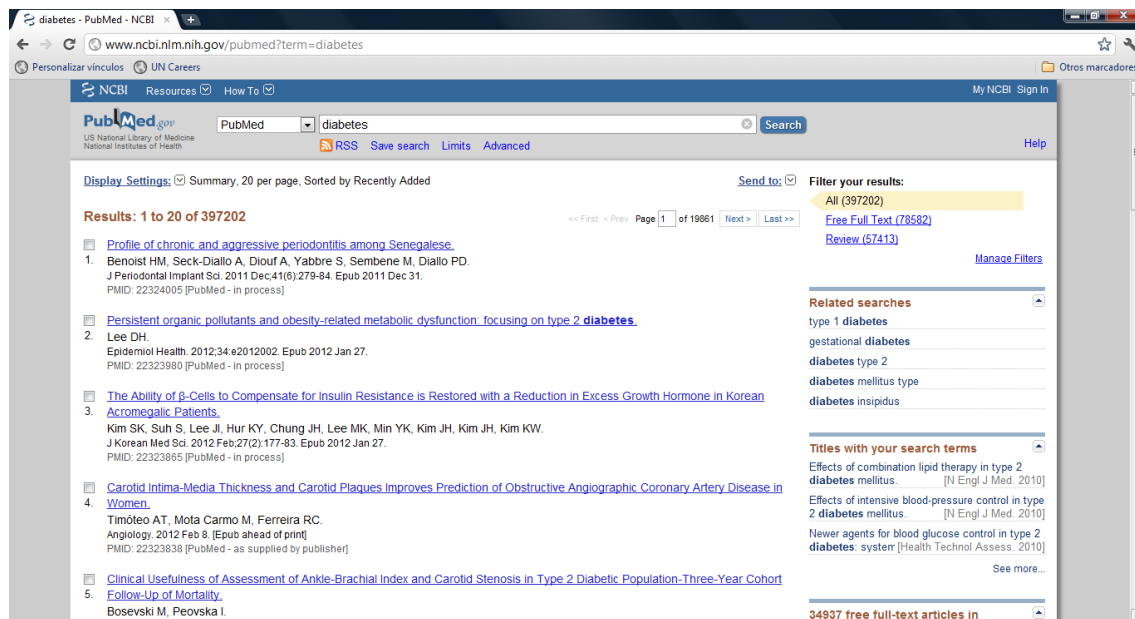 diabetes - PubMed - NCBI
www.ncbi.nlm.nih.gov/pubmed?term=diabetes
Personalizar vínculos UN Careers Otros marcadores
NCBI Resources How To My NCBI Sign In
PubMed.gov
US National Library of Medicine
National Institutes of Health
PubMed diabetes Search
RSS Save search Limits Advanced
Help
Display Settings: Summary, 20 per page, Sorted by Recently Added Send to:
Results: 1 to 20 of 397202
<< First < Prev Page 1 of 19861 Next > Last >>
Profile of chronic and aggressive periodontitis among Senegalese.
1. Benoist HM, Seck-Diallo A, Diouf A, Yabbre S, Sembene M, Diallo PD.
J Periodontal Implant Sci. 2011 Dec;41(6):279-84. Epub 2011 Dec 31.
PMID: 22324005 [PubMed - in process]
Persistent organic pollutants and obesity-related metabolic dysfunction: focusing on type 2 diabetes.
2. Lee DH.
Epidemiol Health. 2012;34:e2012002. Epub 2012 Jan 27.
PMID: 22323980 [PubMed - in process]
The Ability of β-Cells to Compensate for Insulin Resistance is Restored with a Reduction in Excess Growth Hormone in Korean
3. Acromegalic Patients.
Kim SK, Suh S, Lee JI, Hur KY, Chung JH, Lee MK, Min YK, Kim JH, Kim JH, Kim KW.
J Korean Med Sci. 2012 Feb;27(2):177-83. Epub 2012 Jan 27.
PMID: 22323865 [PubMed - in process]
Carotid Intima-Media Thickness and Carotid Plaques Improves Prediction of Obstructive Angiographic Coronary Artery Disease in
4. Women.
Timóteo AT, Mota Carmo M, Ferreira RC.
Angiology. 2012 Feb 8. [Epub ahead of print]
PMID: 22323838 [PubMed - as supplied by publisher]
Clinical Usefulness of Assessment of Ankle-Brachial Index and Carotid Stenosis in Type 2 Diabetic Population-Three-Year Cohort
5. Follow-Up of Mortality.
Bosevski M, Peovska I.
Filter your results:
All (397202)
Free Full Text (78582)
Review (57413)
Manage Filters
Related searches
type 1 diabetes
gestational diabetes
diabetes type 2
diabetes mellitus type
diabetes insipidus
Titles with your search terms
Effects of combination lipid therapy in type 2
diabetes mellitus. [N Engl J Med. 2010]
Effects of intensive blood-pressure control in type
2 diabetes mellitus. [N Engl J Med. 2010]
Newer agents for blood glucose control in type 2
diabetes: system [Health Technol Assess. 2010]
See more...
34937 free full-text articles in